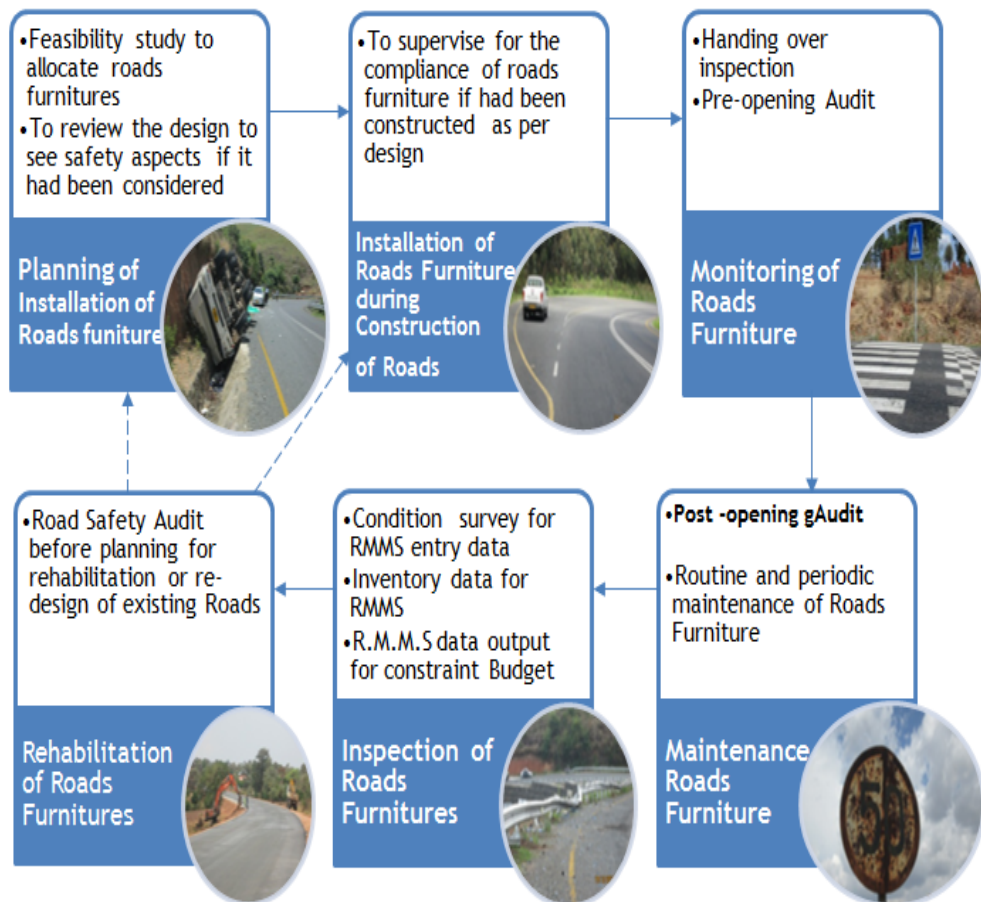 •Feasibility study to
allocate roads
furnitures
•To review the design to
see safety aspects if it
had been considered
Planning of
Installation of
Roads funiture
•To supervise for the
compliance of roads
furniture if had been
constructed as per
design
Installation of
Roads Furniture
during
Construction
of Roads
•Handing over
inspection
•Pre-opening Audit
Monitoring of
Roads
Furniture
•Road Safety Audit
before planning for
rehabilitation or re-
design of existing Roads
Rehabilitation
of Roads
Furnitures
•Condition survey for
RMMS entry data
•Inventory data for
RMMS
•R.M.M.S data output
for constraint Budget
Inspection of
Roads
Furnitures
•Post -opening gAudit
•Routine and periodic
maintenance of Roads
Furniture
Maintenance
Roads
Furniture